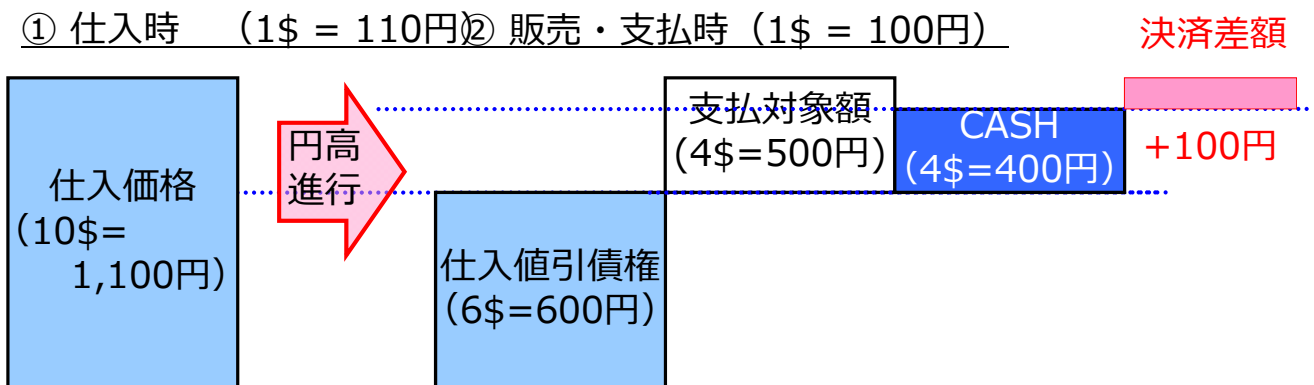 ① 仕入時　（1$ = 110円）
② 販売・支払時（1$ = 100円）
決済差額
仕入価格
（10$=
1,100円）
円高
進行
仕入値引債権
（6$=600円）
支払対象額
（4$=500円）
CASH
（4$=400円）
+100円